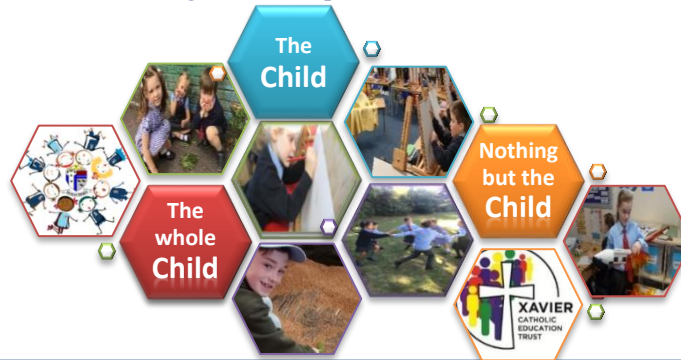 The
Child
Nothing
but the
Child
The
whole
Child
XAVIER
CATHOLIC
EDUCATION
TRUST